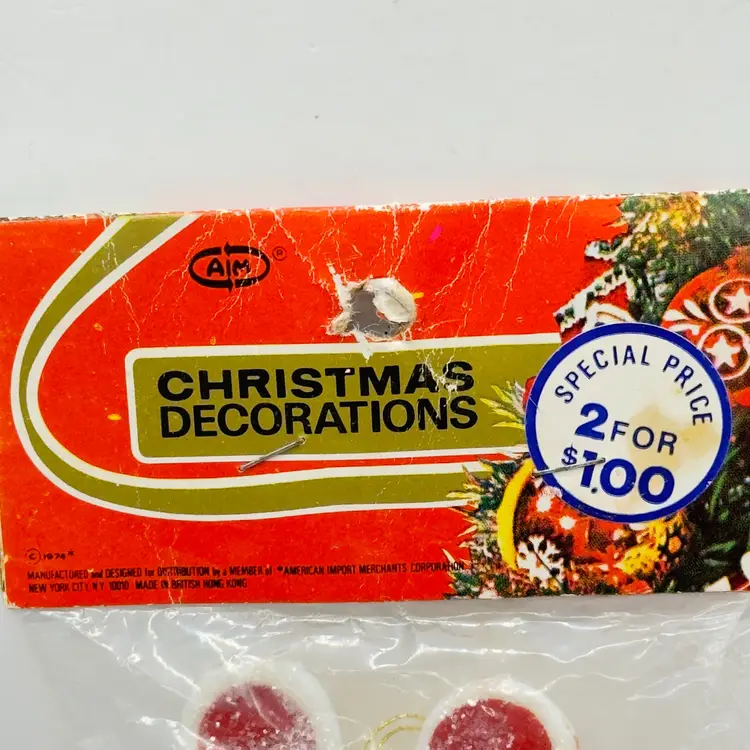 AIM ®
CHRISTMAS
DECORATIONS
SPECIAL PRICE
2 FOR
$1.00
© 1974*
MANUFACTURED and DESIGNED for DISTRIBUTION by a MEMBER of *AMERICAN IMPORT MERCHANTS CORPORATION
NEW YORK CITY, N.Y. 10010 MADE IN BRITISH HONG KONG